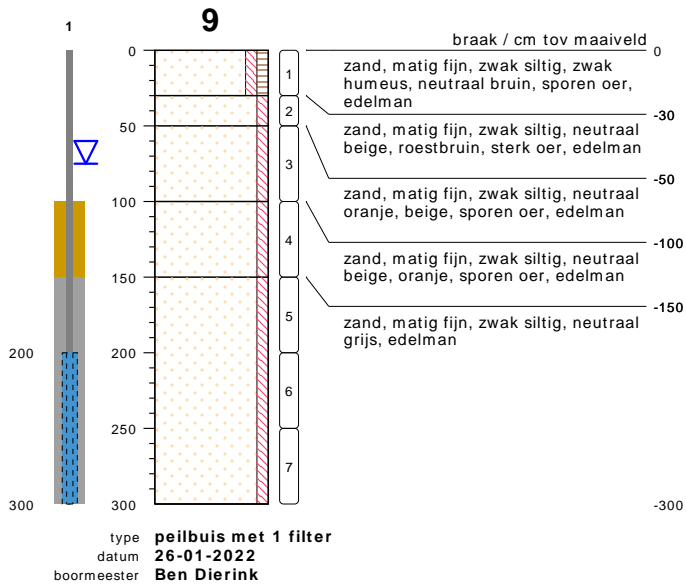 1
9
braak / cm tov maaiveld
0
0
1
zand, matig fijn, zwak siltig, zwak
humeus, neutraal bruin, sporen oer,
edelman
-30
2
50
zand, matig fijn, zwak siltig, neutraal
beige, roestbruin, sterk oer, edelman
-50
3
100
zand, matig fijn, zwak siltig, neutraal
oranje, beige, sporen oer, edelman
-100
4
150
zand, matig fijn, zwak siltig, neutraal
beige, oranje, sporen oer, edelman
-150
5
zand, matig fijn, zwak siltig, neutraal
grijs, edelman
200
200
6
250
7
300
300
-300
type peilbuis met 1 filter
datum 26-01-2022
boormeester Ben Dierink